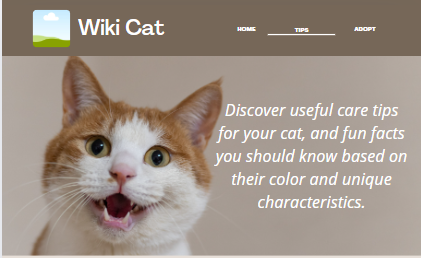 Wiki Cat
HOME TIPS ADOPT
Discover useful care tips
for your cat, and fun facts
you should know based on
their color and unique
characteristics.